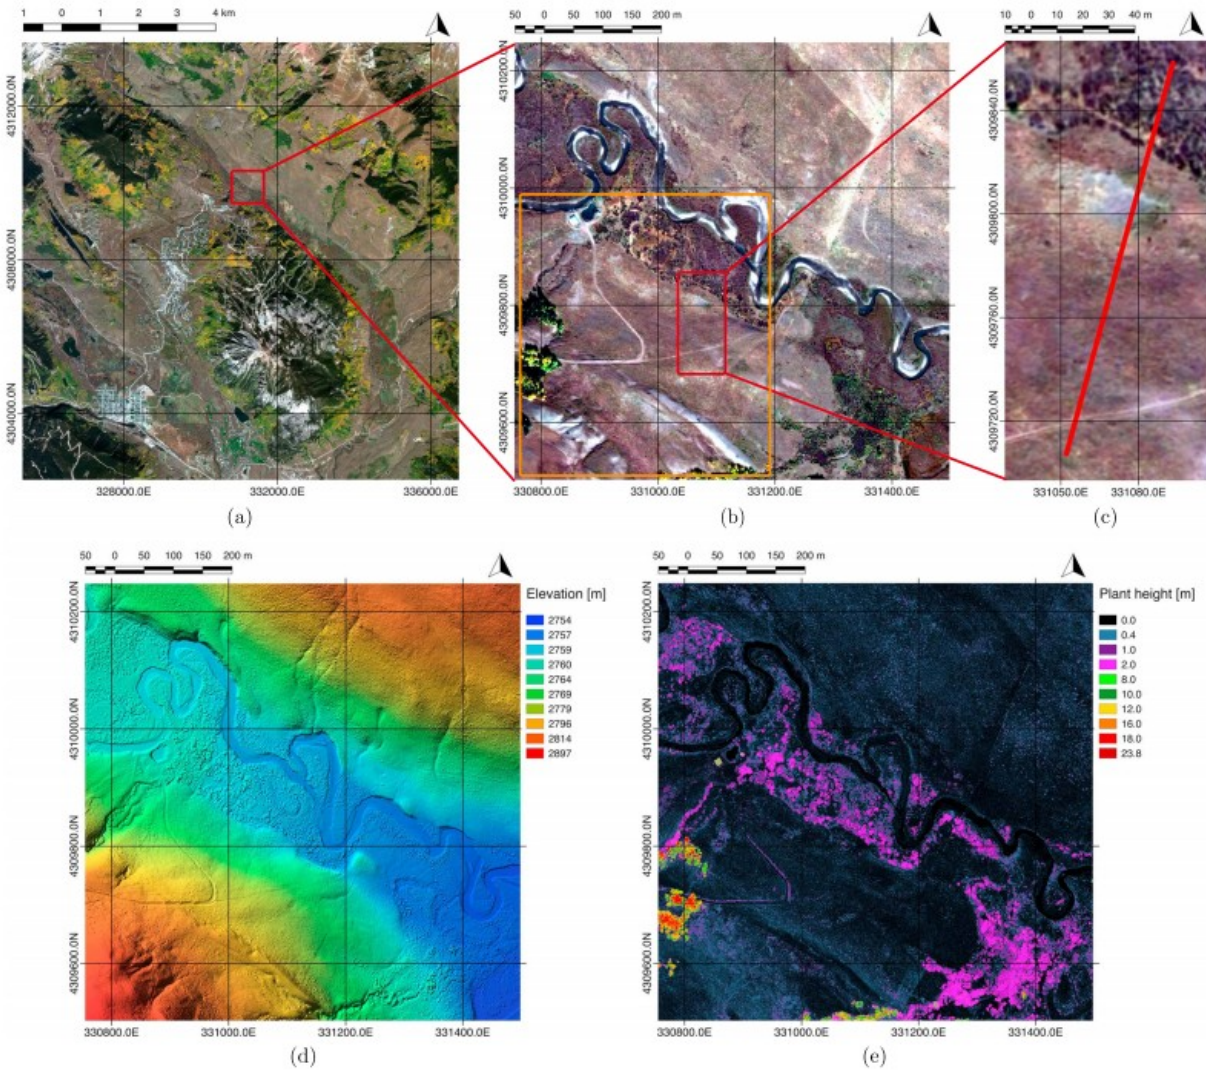 1 0 1 2 3 4 km
50 0 50 100 150 200 m
10 0 10 20 30 40 m
4312000.0N
4308000.0N
4304000.0N
328000.0E 332000.0E 336000.0E
(a)
4310200.0N
4310000.0N
4309800.0N
4309600.0N
330800.0E 331000.0E 331200.0E 331400.0E
(b)
4309840.0N
4309800.0N
4309760.0N
4309720.0N
331050.0E 331080.0E
(c)
50 0 50 100 150 200 m
4310200.0N
4310000.0N
4309800.0N
4309600.0N
330800.0E 331000.0E 331200.0E 331400.0E
Elevation [m]
2754
2757
2759
2760
2764
2769
2779
2796
2814
2897
(d)
50 0 50 100 150 200 m
4310200.0N
4310000.0N
4309800.0N
4309600.0N
330800.0E 331000.0E 331200.0E 331400.0E
Plant height [m]
0.0
0.4
1.0
2.0
8.0
10.0
12.0
16.0
18.0
23.8
(e)